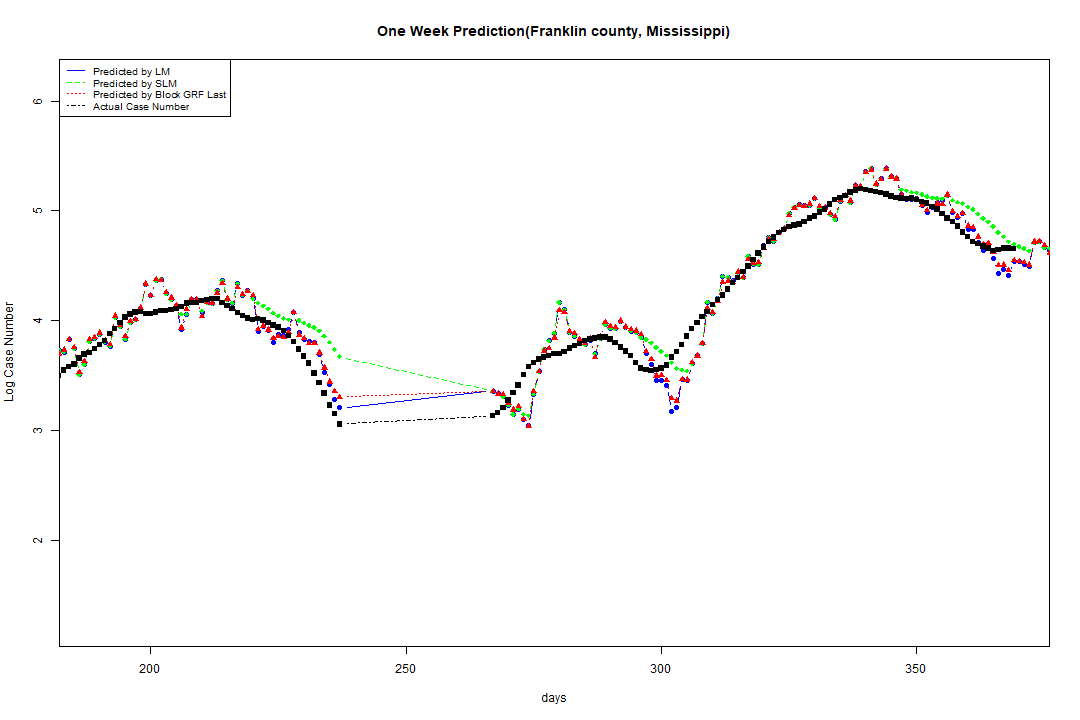 One Week Prediction(Franklin county, Mississippi)
Predicted by LM
Predicted by SLM
Predicted by Block GRF Last
Actual Case Number
6
5
4
3
2
Log Case Number
200 250 300 350
days